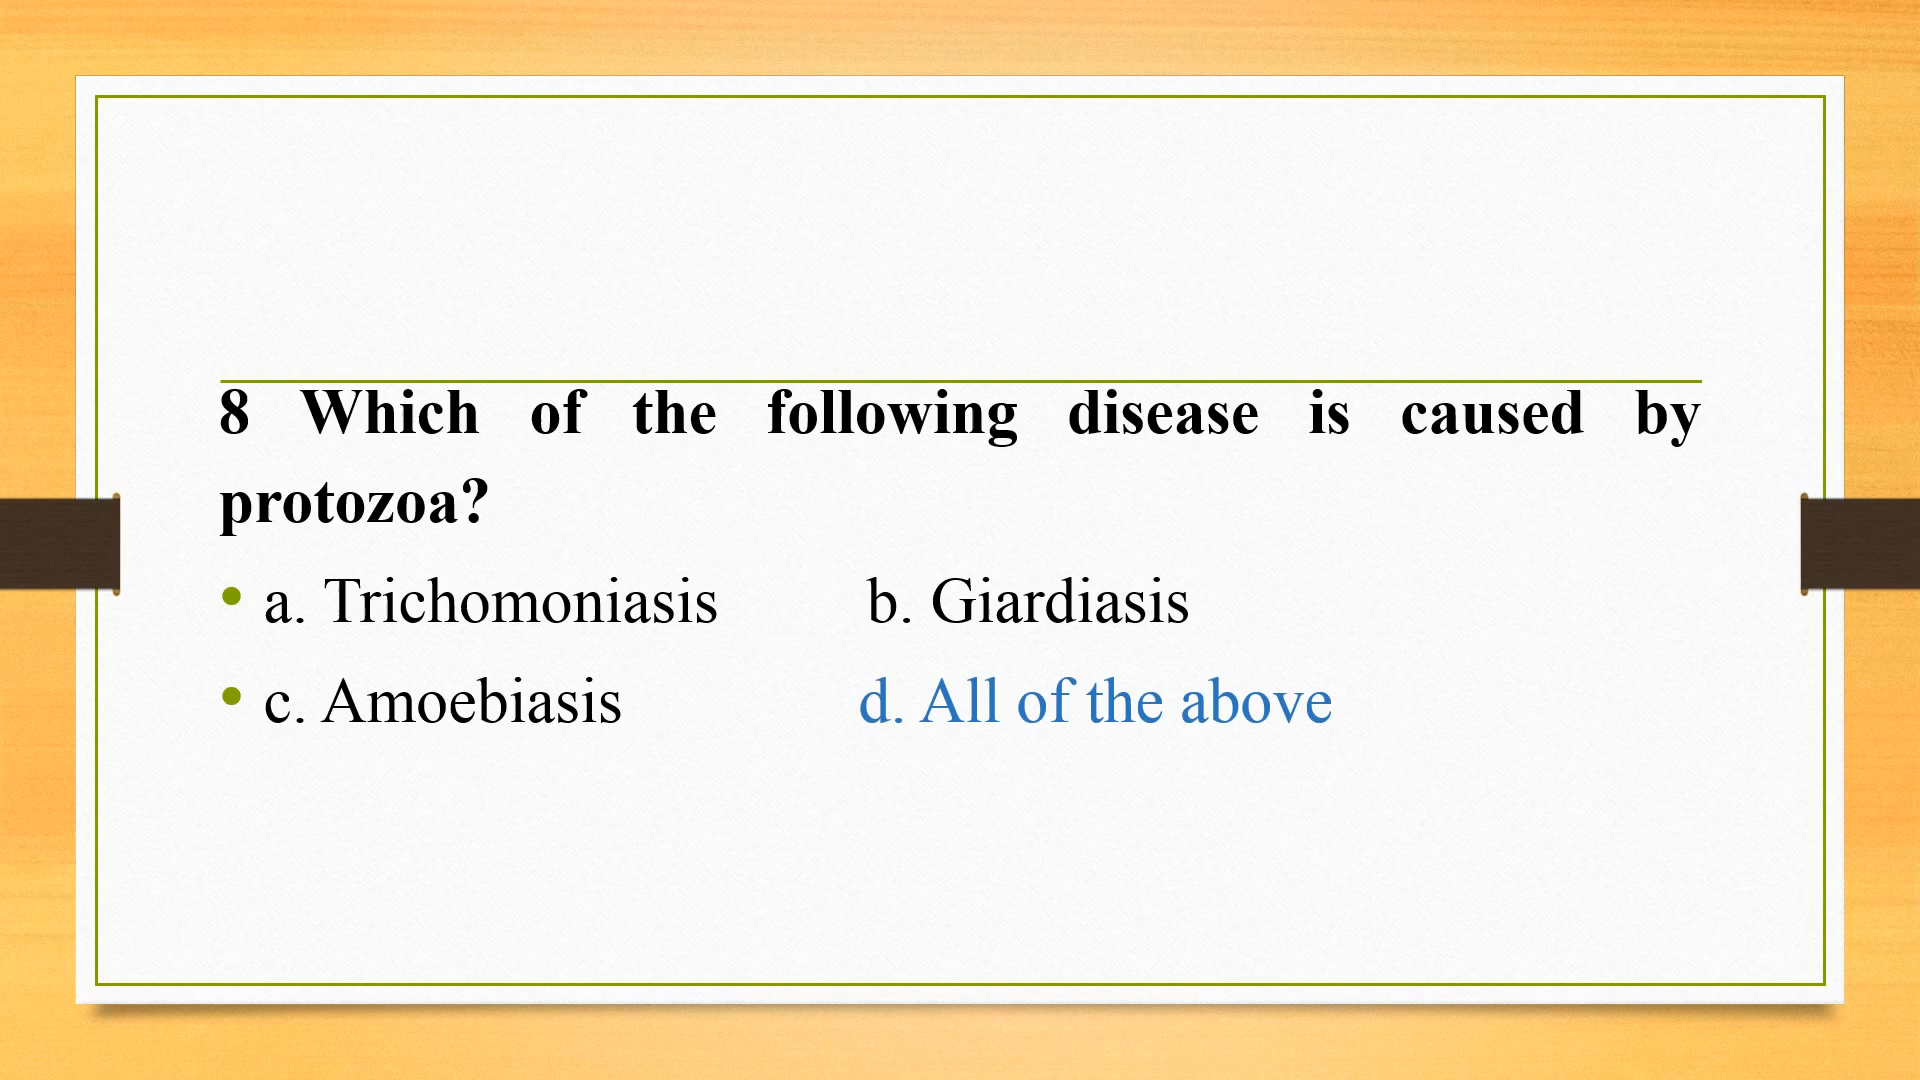 8 Which of the following disease is caused by
protozoa?
• a. Trichomoniasis b. Giardiasis
• c. Amoebiasis d. All of the above